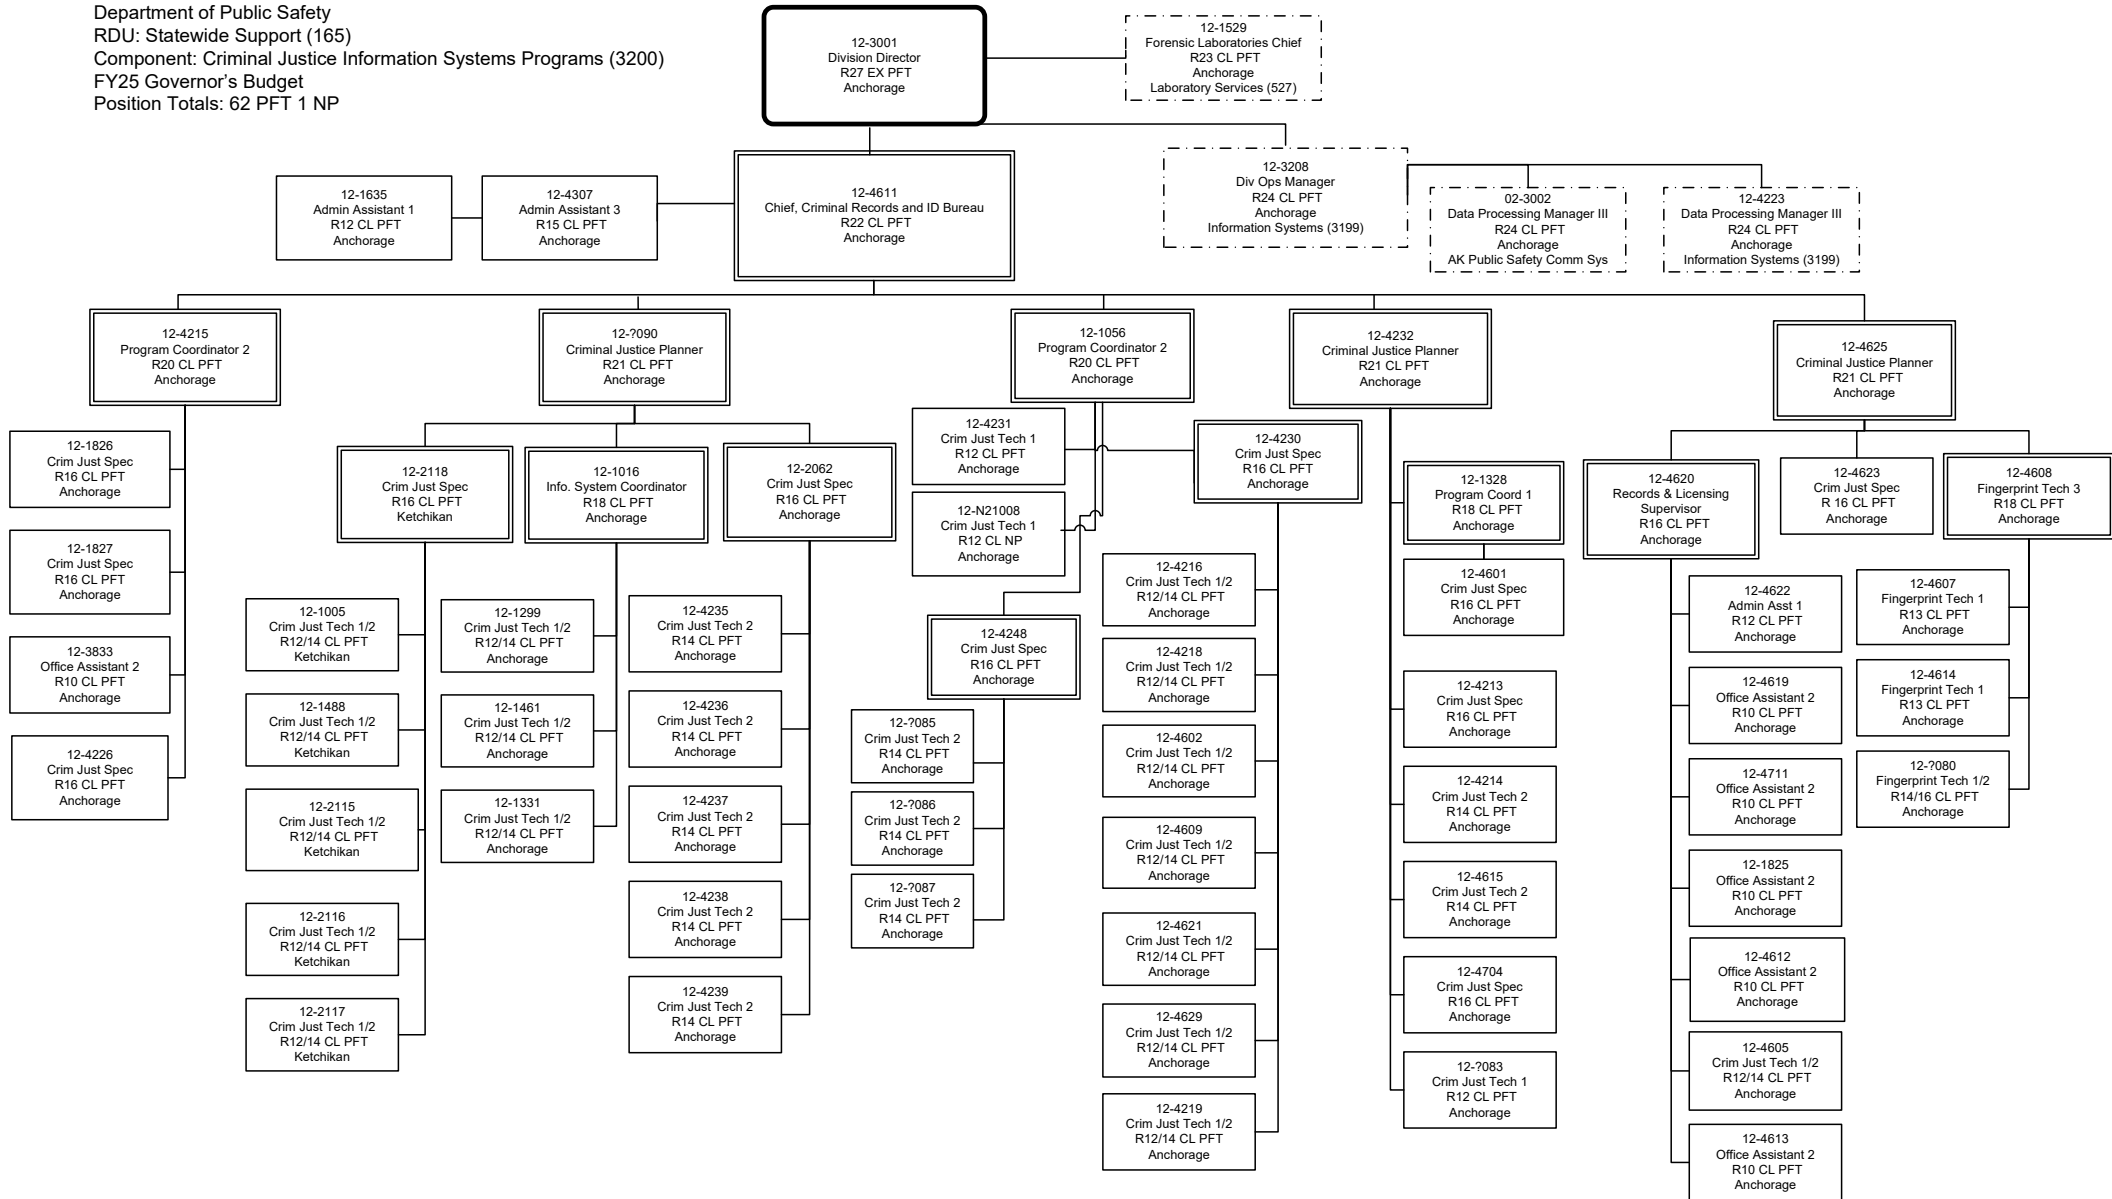 Department of Public Safety
RDU: Statewide Support (165)
Component: Criminal Justice Information Systems Programs (3200)
FY25 Governor's Budget
Position Totals: 62 PFT 1 NP
12-3001
Division Director
R27 EX PFT
Anchorage
12-1529
Forensic Laboratories Chief
R23 CL PFT
Anchorage
Laboratory Services (527)
12-1635
Admin Assistant 1
R12 CL PFT
Anchorage
12-4307
Admin Assistant 3
R15 CL PFT
Anchorage
12-4611
Chief, Criminal Records and ID Bureau
R22 CL PFT
Anchorage
12-3208
Div Ops Manager
R24 CL PFT
Anchorage
Information Systems (3199)
02-3002
Data Processing Manager III
R24 CL PFT
Anchorage
AK Public Safety Comm Sys
12-4223
Data Processing Manager III
R24 CL PFT
Anchorage
Information Systems (3199)
12-4215
Program Coordinator 2
R20 CL PFT
Anchorage
12-?090
Criminal Justice Planner
R21 CL PFT
Anchorage
12-1056
Program Coordinator 2
R20 CL PFT
Anchorage
12-4232
Criminal Justice Planner
R21 CL PFT
Anchorage
12-4625
Criminal Justice Planner
R21 CL PFT
Anchorage
12-1826
Crim Just Spec
R16 CL PFT
Anchorage
12-1827
Crim Just Spec
R16 CL PFT
Anchorage
12-3833
Office Assistant 2
R10 CL PFT
Anchorage
12-4226
Crim Just Spec
R16 CL PFT
Anchorage
12-2118
Crim Just Spec
R16 CL PFT
Ketchikan
12-1005
Crim Just Tech 1/2
R12/14 CL PFT
Ketchikan
12-1488
Crim Just Tech 1/2
R12/14 CL PFT
Ketchikan
12-2115
Crim Just Tech 1/2
R12/14 CL PFT
Ketchikan
12-2116
Crim Just Tech 1/2
R12/14 CL PFT
Ketchikan
12-2117
Crim Just Tech 1/2
R12/14 CL PFT
Ketchikan
12-1016
Info. System Coordinator
R18 CL PFT
Anchorage
12-1299
Crim Just Tech 1/2
R12/14 CL PFT
Anchorage
12-1461
Crim Just Tech 1/2
R12/14 CL PFT
Anchorage
12-1331
Crim Just Tech 1/2
R12/14 CL PFT
Anchorage
12-2062
Crim Just Spec
R16 CL PFT
Anchorage
12-4235
Crim Just Tech 2
R14 CL PFT
Anchorage
12-4236
Crim Just Tech 2
R14 CL PFT
Anchorage
12-4237
Crim Just Tech 2
R14 CL PFT
Anchorage
12-4238
Crim Just Tech 2
R14 CL PFT
Anchorage
12-4239
Crim Just Tech 2
R14 CL PFT
Anchorage
12-4231
Crim Just Tech 1
R12 CL PFT
Anchorage
12-N21008
Crim Just Tech 1
R12 CL NP
Anchorage
12-4248
Crim Just Spec
R16 CL PFT
Anchorage
12-?085
Crim Just Tech 2
R14 CL PFT
Anchorage
12-?086
Crim Just Tech 2
R14 CL PFT
Anchorage
12-?087
Crim Just Tech 2
R14 CL PFT
Anchorage
12-4230
Crim Just Spec
R16 CL PFT
Anchorage
12-4216
Crim Just Tech 1/2
R12/14 CL PFT
Anchorage
12-4218
Crim Just Tech 1/2
R12/14 CL PFT
Anchorage
12-4602
Crim Just Tech 1/2
R12/14 CL PFT
Anchorage
12-4609
Crim Just Tech 1/2
R12/14 CL PFT
Anchorage
12-4621
Crim Just Tech 1/2
R12/14 CL PFT
Anchorage
12-4629
Crim Just Tech 1/2
R12/14 CL PFT
Anchorage
12-4219
Crim Just Tech 1/2
R12/14 CL PFT
Anchorage
12-1328
Program Coord 1
R18 CL PFT
Anchorage
12-4601
Crim Just Spec
R16 CL PFT
Anchorage
12-4213
Crim Just Spec
R16 CL PFT
Anchorage
12-4214
Crim Just Tech 2
R14 CL PFT
Anchorage
12-4615
Crim Just Tech 2
R14 CL PFT
Anchorage
12-4704
Crim Just Spec
R16 CL PFT
Anchorage
12-?083
Crim Just Tech 1
R12 CL PFT
Anchorage
12-4620
Records & Licensing
Supervisor
R16 CL PFT
Anchorage
12-4622
Admin Asst 1
R12 CL PFT
Anchorage
12-4619
Office Assistant 2
R10 CL PFT
Anchorage
12-4711
Office Assistant 2
R10 CL PFT
Anchorage
12-1825
Office Assistant 2
R10 CL PFT
Anchorage
12-4612
Office Assistant 2
R10 CL PFT
Anchorage
12-4605
Crim Just Tech 1/2
R12/14 CL PFT
Anchorage
12-4613
Office Assistant 2
R10 CL PFT
Anchorage
12-4623
Crim Just Spec
R 16 CL PFT
Anchorage
12-4608
Fingerprint Tech 3
R18 CL PFT
Anchorage
12-4607
Fingerprint Tech 1
R13 CL PFT
Anchorage
12-4614
Fingerprint Tech 1
R13 CL PFT
Anchorage
12-?080
Fingerprint Tech 1/2
R14/16 CL PFT
Anchorage